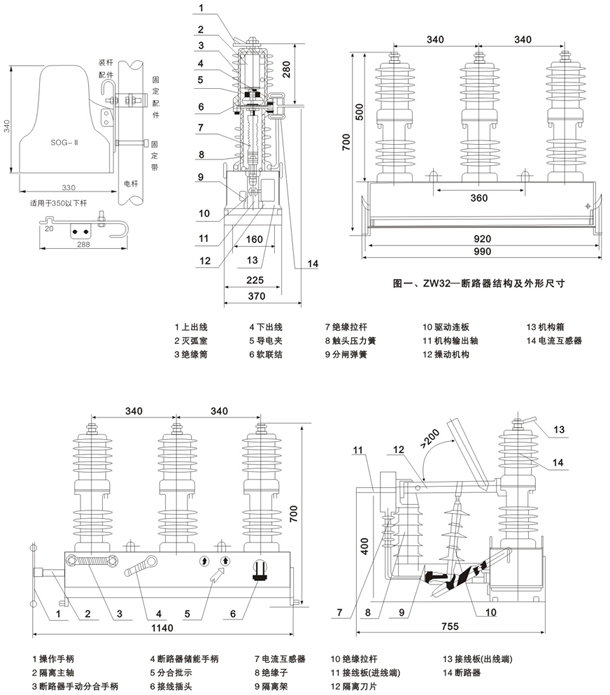 装杆
配件
固定配件
340
SOG-Ⅱ
固定带
330
电杆
适用于350以下杆
20
288
1
2
3
4
5
6
7
8
9
10
11
12
13
14
280
160
225
370
340
340
500
700
360
920
990
图一、ZW32—断路器结构及外形尺寸
1 上出线
4 下出线
7 绝缘拉杆
10 驱动连板
13 机构箱
2 灭弧室
5 导电夹
8 触头压力簧
11 机构输出轴
14 电流互感器
3 绝缘筒
6 软联结
9 分闸弹簧
12 操动机构
340
340
700
1
2
3
4
5
6
1140
>200
11
12
13
14
400
7
8
9
10
755
1 操作手柄
4 断路器储能手柄
7 电流互感器
10 绝缘拉杆
13 接线板(出线端)
2 隔离主轴
5 分合批示
8 绝缘子
11 接线板(进线端)
14 断路器
3 断路器手动分合手柄
6 接线插头
9 隔离架
12 隔离刀片